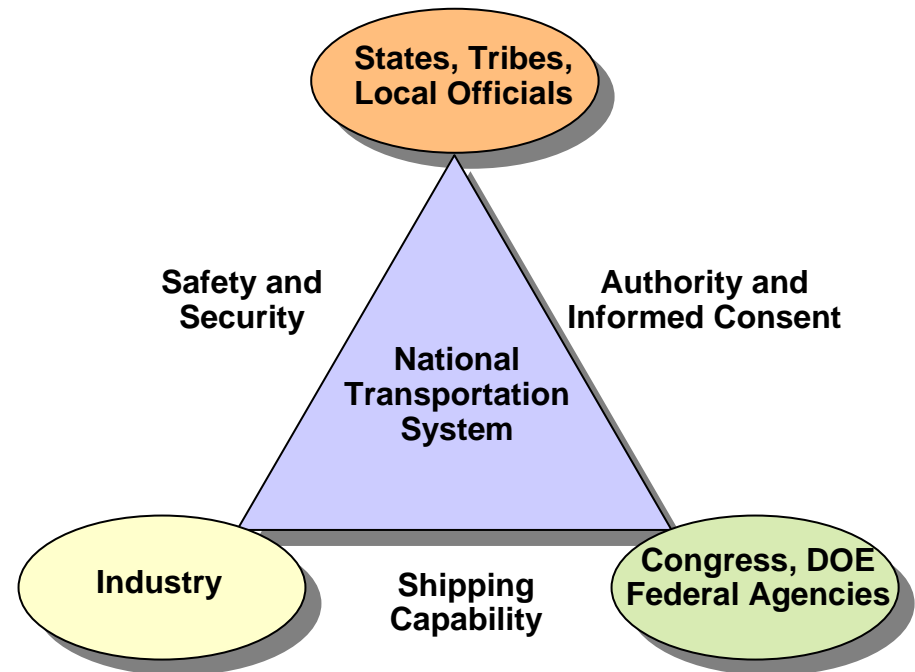 States, Tribes,
Local Officials
Safety and
Security
Authority and
Informed Consent
National
Transportation
System
Industry
Shipping
Capability
Congress, DOE
Federal Agencies